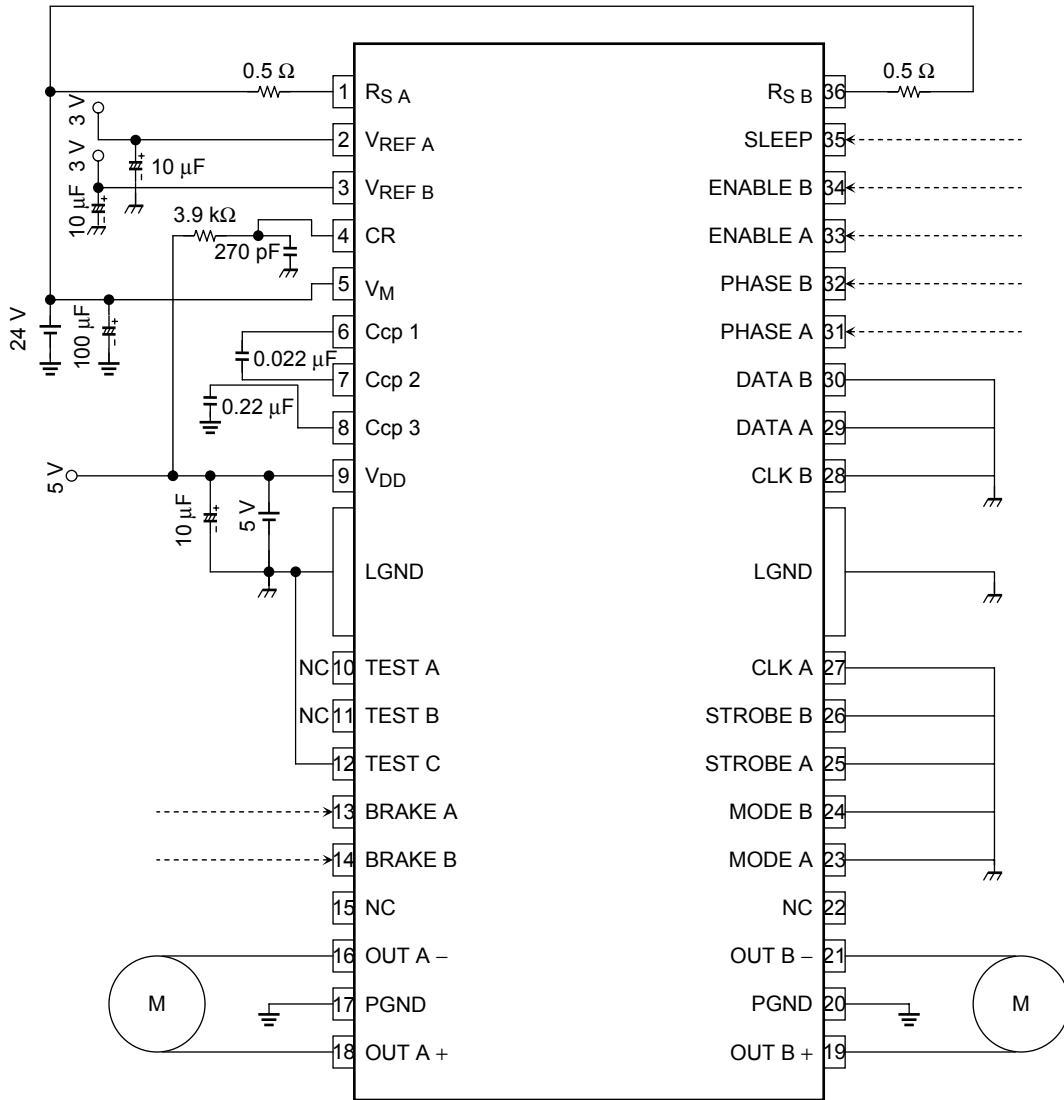 0.5 Ω
1 RS A
RS B 36
0.5 Ω
3 V
2 VREF A
SLEEP 35
10 μF
3 V
3 VREF B
ENABLE B 34
10 μF
3.9 kΩ
4 CR
ENABLE A 33
270 pF
5 VM
PHASE B 32
24 V
100 μF
6 Ccp 1
PHASE A 31
0.022 μF
7 Ccp 2
DATA B 30
0.22 μF
8 Ccp 3
DATA A 29
5 V
9 VDD
CLK B 28
10 μF
5 V
LGND
LGND
NC 10 TEST A
CLK A 27
NC 11 TEST B
STROBE B 26
12 TEST C
STROBE A 25
13 BRAKE A
MODE B 24
14 BRAKE B
MODE A 23
15 NC
NC 22
16 OUT A −
OUT B − 21
M
17 PGND
PGND 20
M
18 OUT A +
OUT B + 19